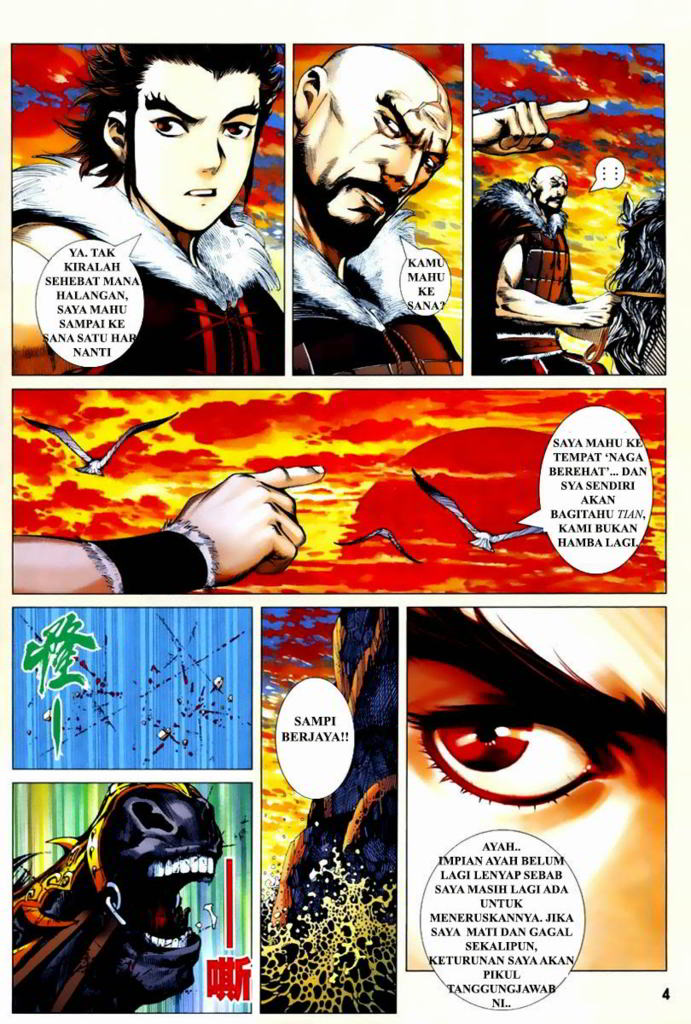 YA. TAK
KIRALAH
SEHEBAT MANA
HALANGAN,
SAYA MAHU
SAMPAI KE
SANA SATU HAR
NANTI
KAMU
MAHU
KE
SANA?
SAYA MAHU KE
TEMPAT ‘NAGA
BEREHAT’... DAN
SYA SENDIRI
AKAN
BAGITAHU TIAN,
KAMI BUKAN
HAMBA LAGI.
SAMPI
BERJAYA!!
嘶
AYAH..
IMPIAN AYAH BELUM
LAGI LENYAP SEBAB
SAYA MASIH LAGI ADA
UNTUK
MENERUSKANNYA. JIKA
SAYA MATI DAN GAGAL
SEKALIPUN,
KETURUNAN SAYA AKAN
PIKUL
TANGGUNGJAWAB
NI..
4